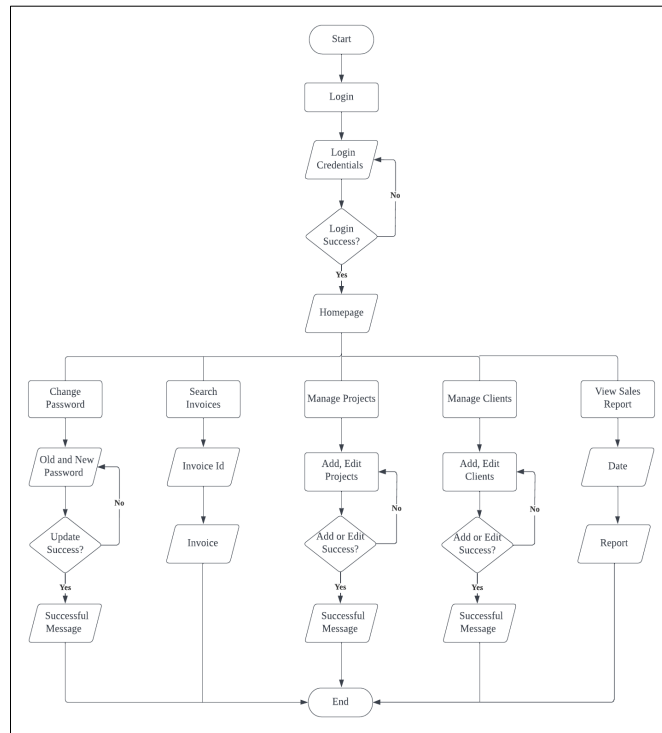 Start
Login
Login
Credentials
No
Login
Success?
Yes
Homepage
Change
Password
Search
Invoices
Manage Projects
Manage Clients
View Sales
Report
Old and New
Password
Invoice Id
Add, Edit
Projects
Add, Edit
Clients
Date
No
No
No
Update
Success?
Invoice
Add or Edit
Success?
Add or Edit
Success?
Report
Yes
Yes
Yes
Successful
Message
Successful
Message
Successful
Message
End